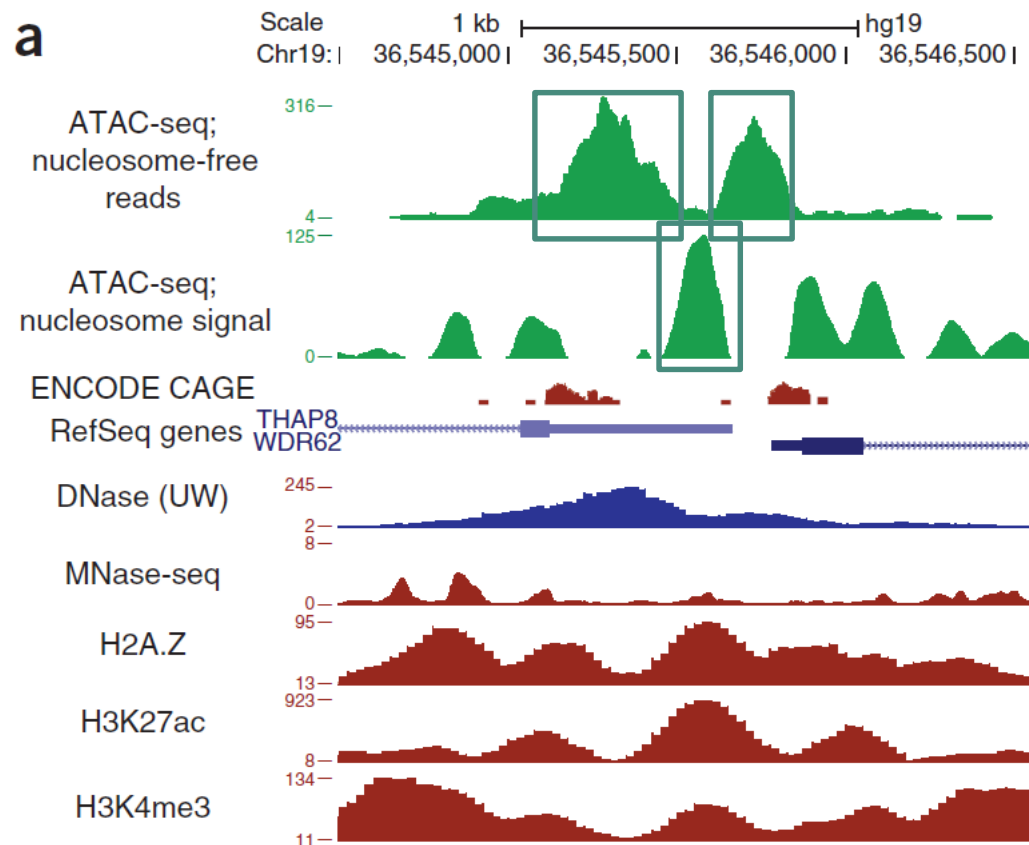 a
Scale 1 kb hg19
Chr19: 36,545,000 36,545,500 36,546,000 36,546,500
316
ATAC-seq;
nucleosome-free
reads
4
125
ATAC-seq;
nucleosome signal
0
ENCODE CAGE
THAP8
RefSeq genes
WDR62
245
DNase (UW)
2
8
MNase-seq
0
95
H2A.Z
13
923
H3K27ac
8
134
H3K4me3
11